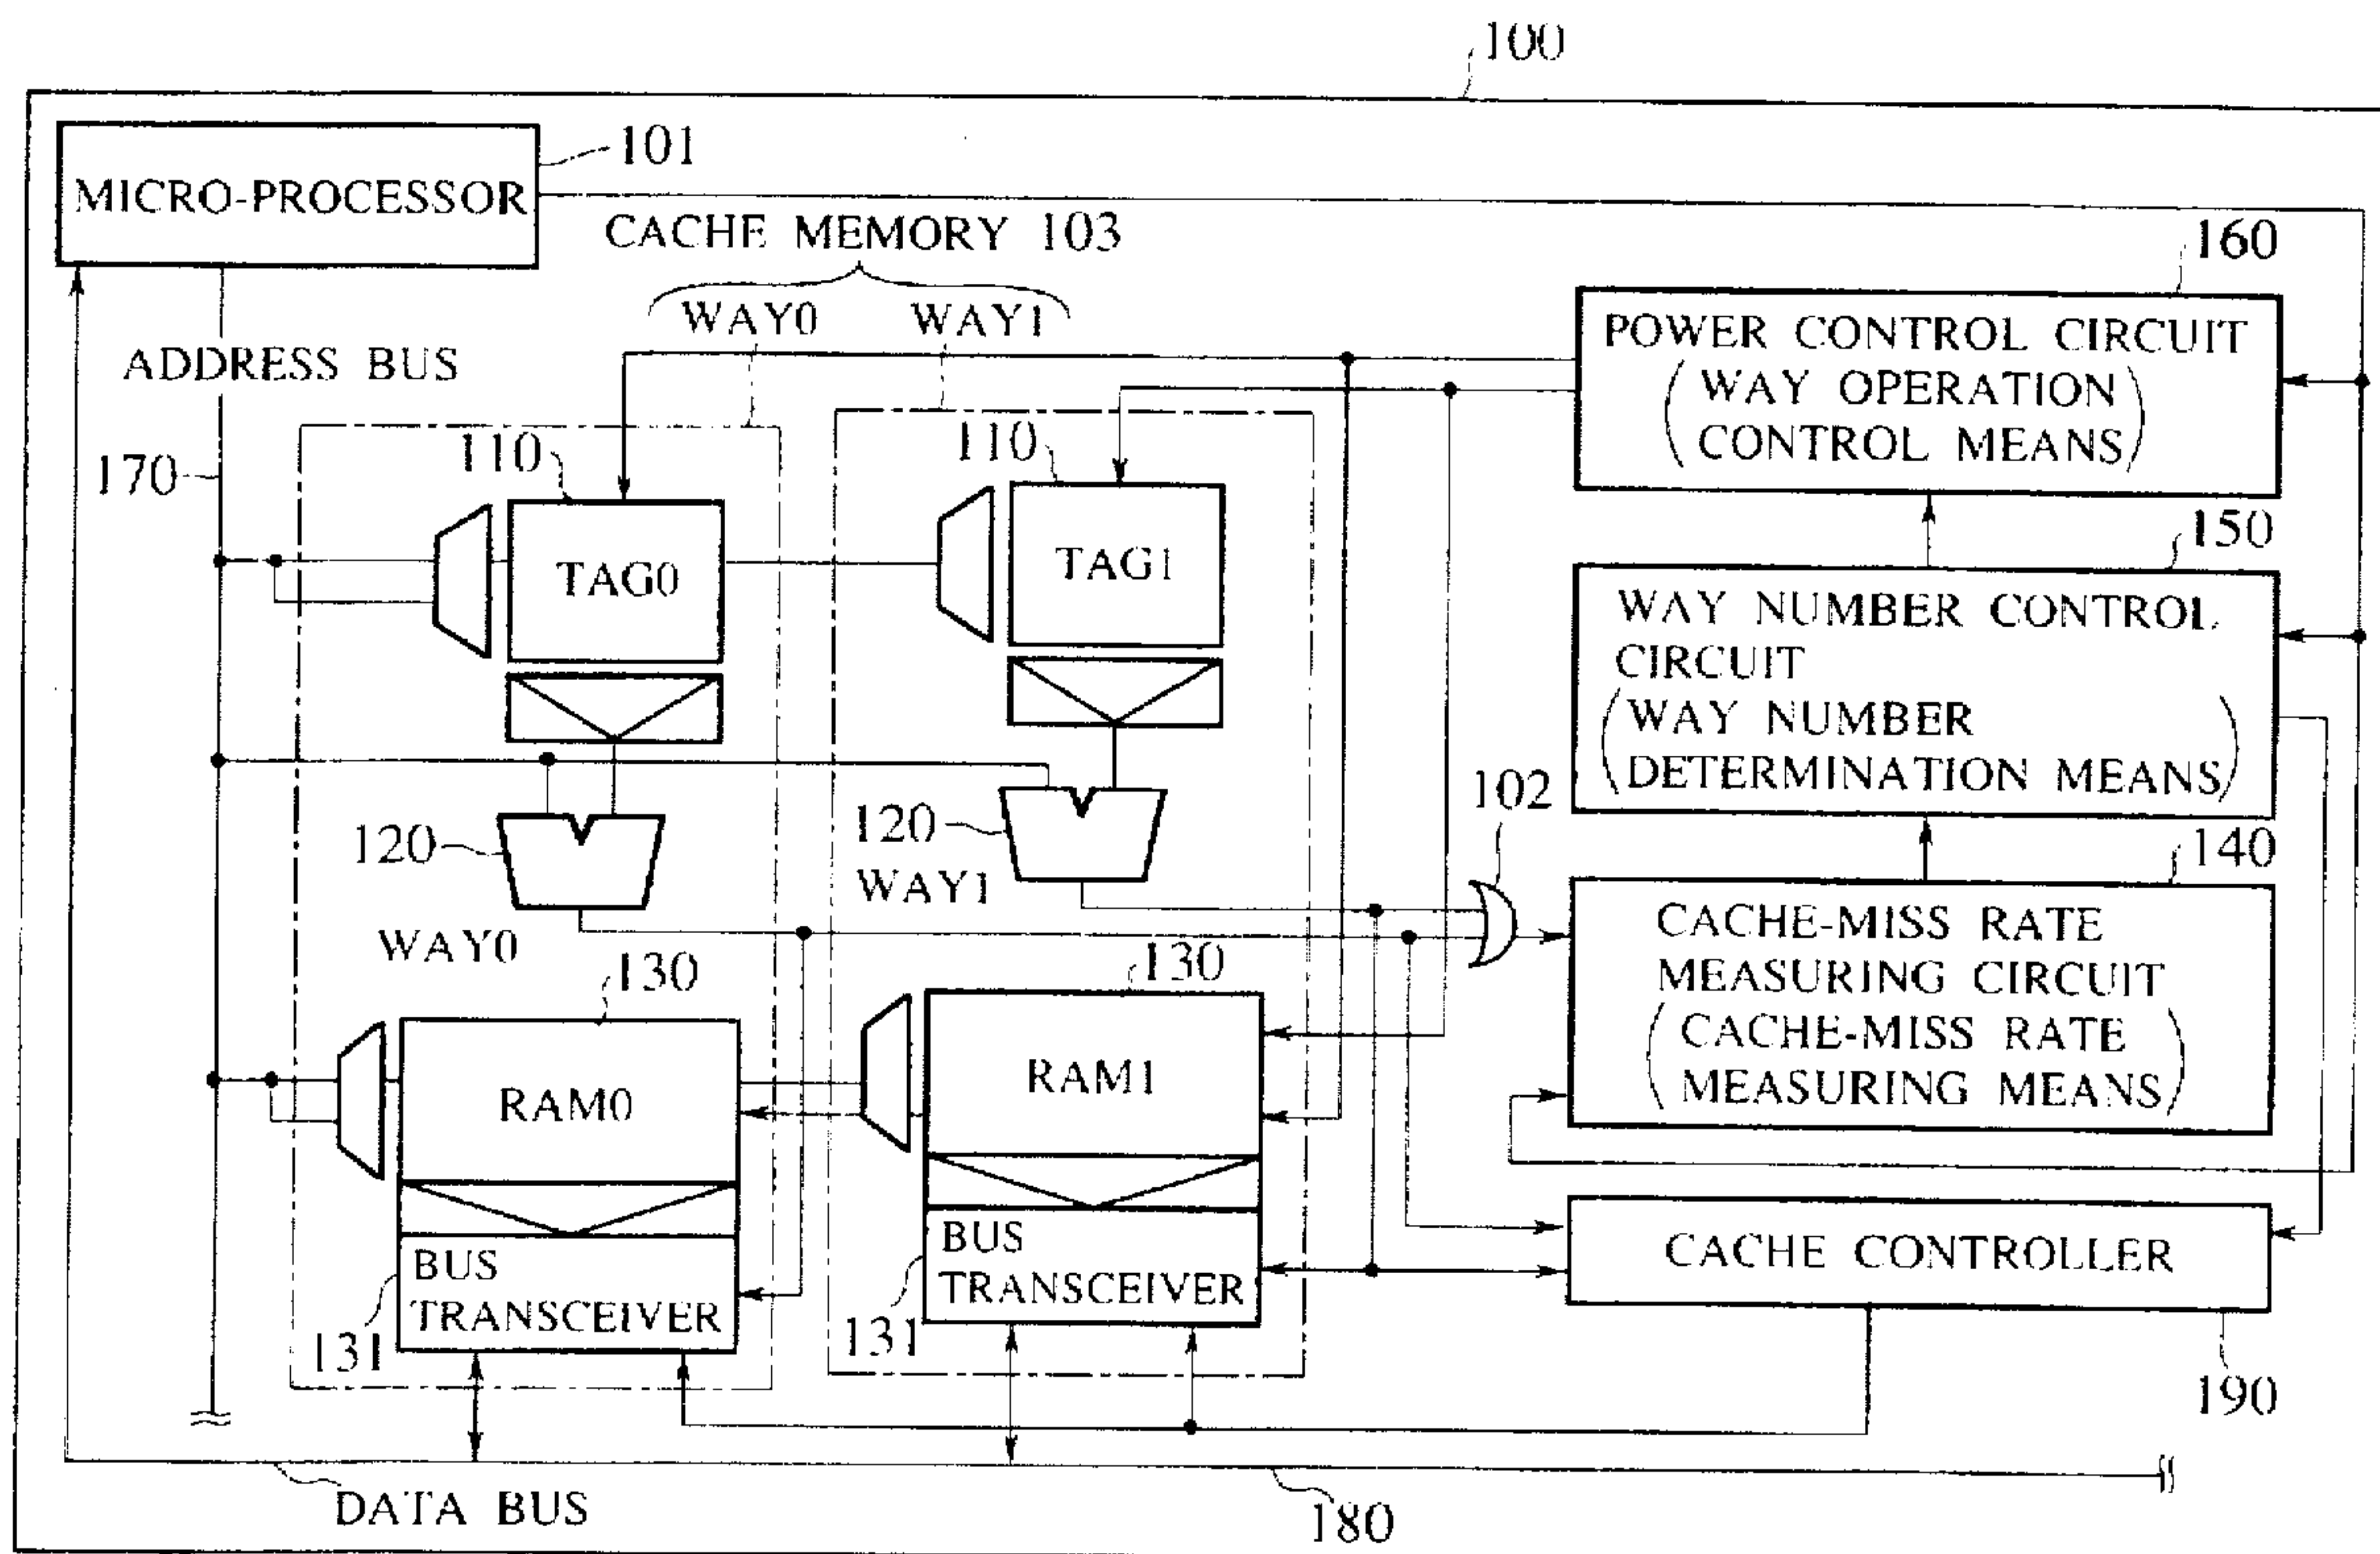 100
MICRO-PROCESSOR
101
CACHE MEMORY 103
WAY0 WAY1
160
POWER CONTROL CIRCUIT
(WAY OPERATION
CONTROL MEANS)
ADDRESS BUS
170
110
110
TAG0
TAG1
150
WAY NUMBER CONTROL
CIRCUIT
(WAY NUMBER
DETERMINATION MEANS)
102
120
WAY0
120
WAY1
140
CACHE-MISS RATE
MEASURING CIRCUIT
(CACHE-MISS RATE
MEASURING MEANS)
130
130
RAM0
RAM1
BUS
TRANSCEIVER
131
BUS
TRANSCEIVER
131
CACHE CONTROLLER
190
DATA BUS
180